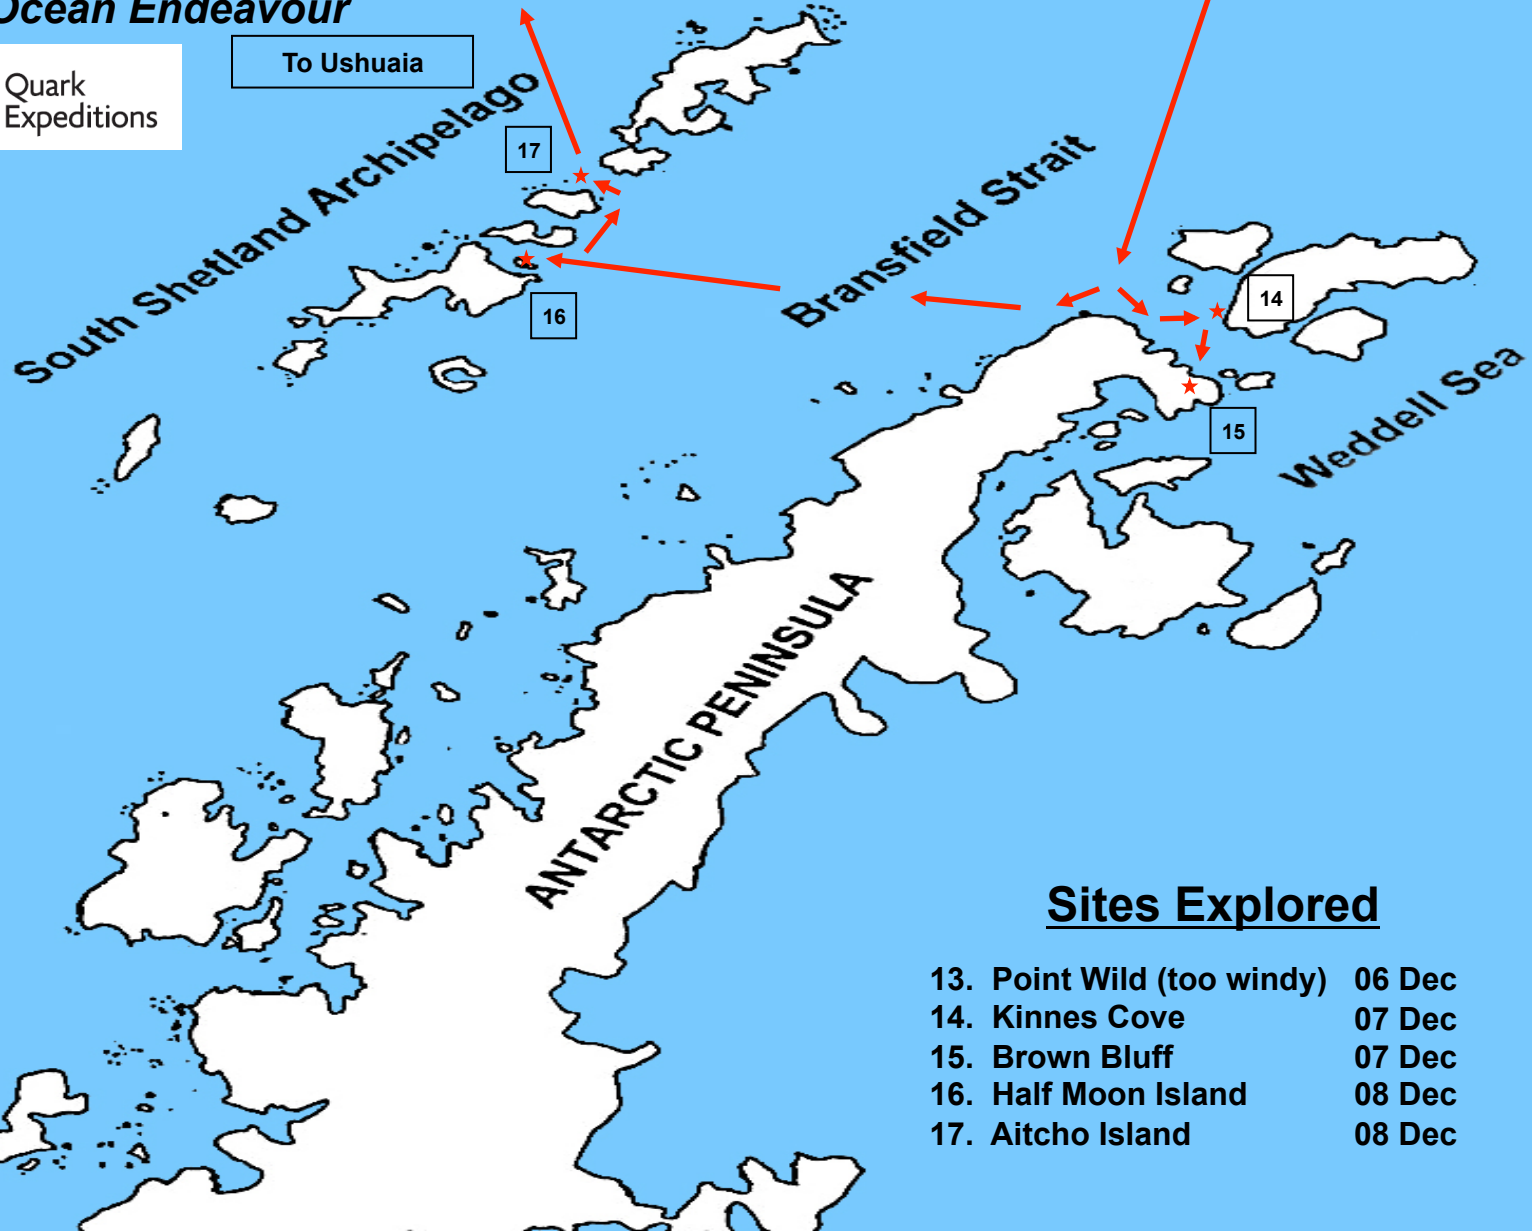 Ocean Endeavour
Quark
Expeditions
To Ushuaia
South Shetland Archipelago
17
16
Bransfield Strait
14
15
Weddell Sea
ANTARCTIC PENINSULA
Sites Explored
13. Point Wild (too windy) 06 Dec
14. Kinnes Cove 07 Dec
15. Brown Bluff 07 Dec
16. Half Moon Island 08 Dec
17. Aitcho Island 08 Dec